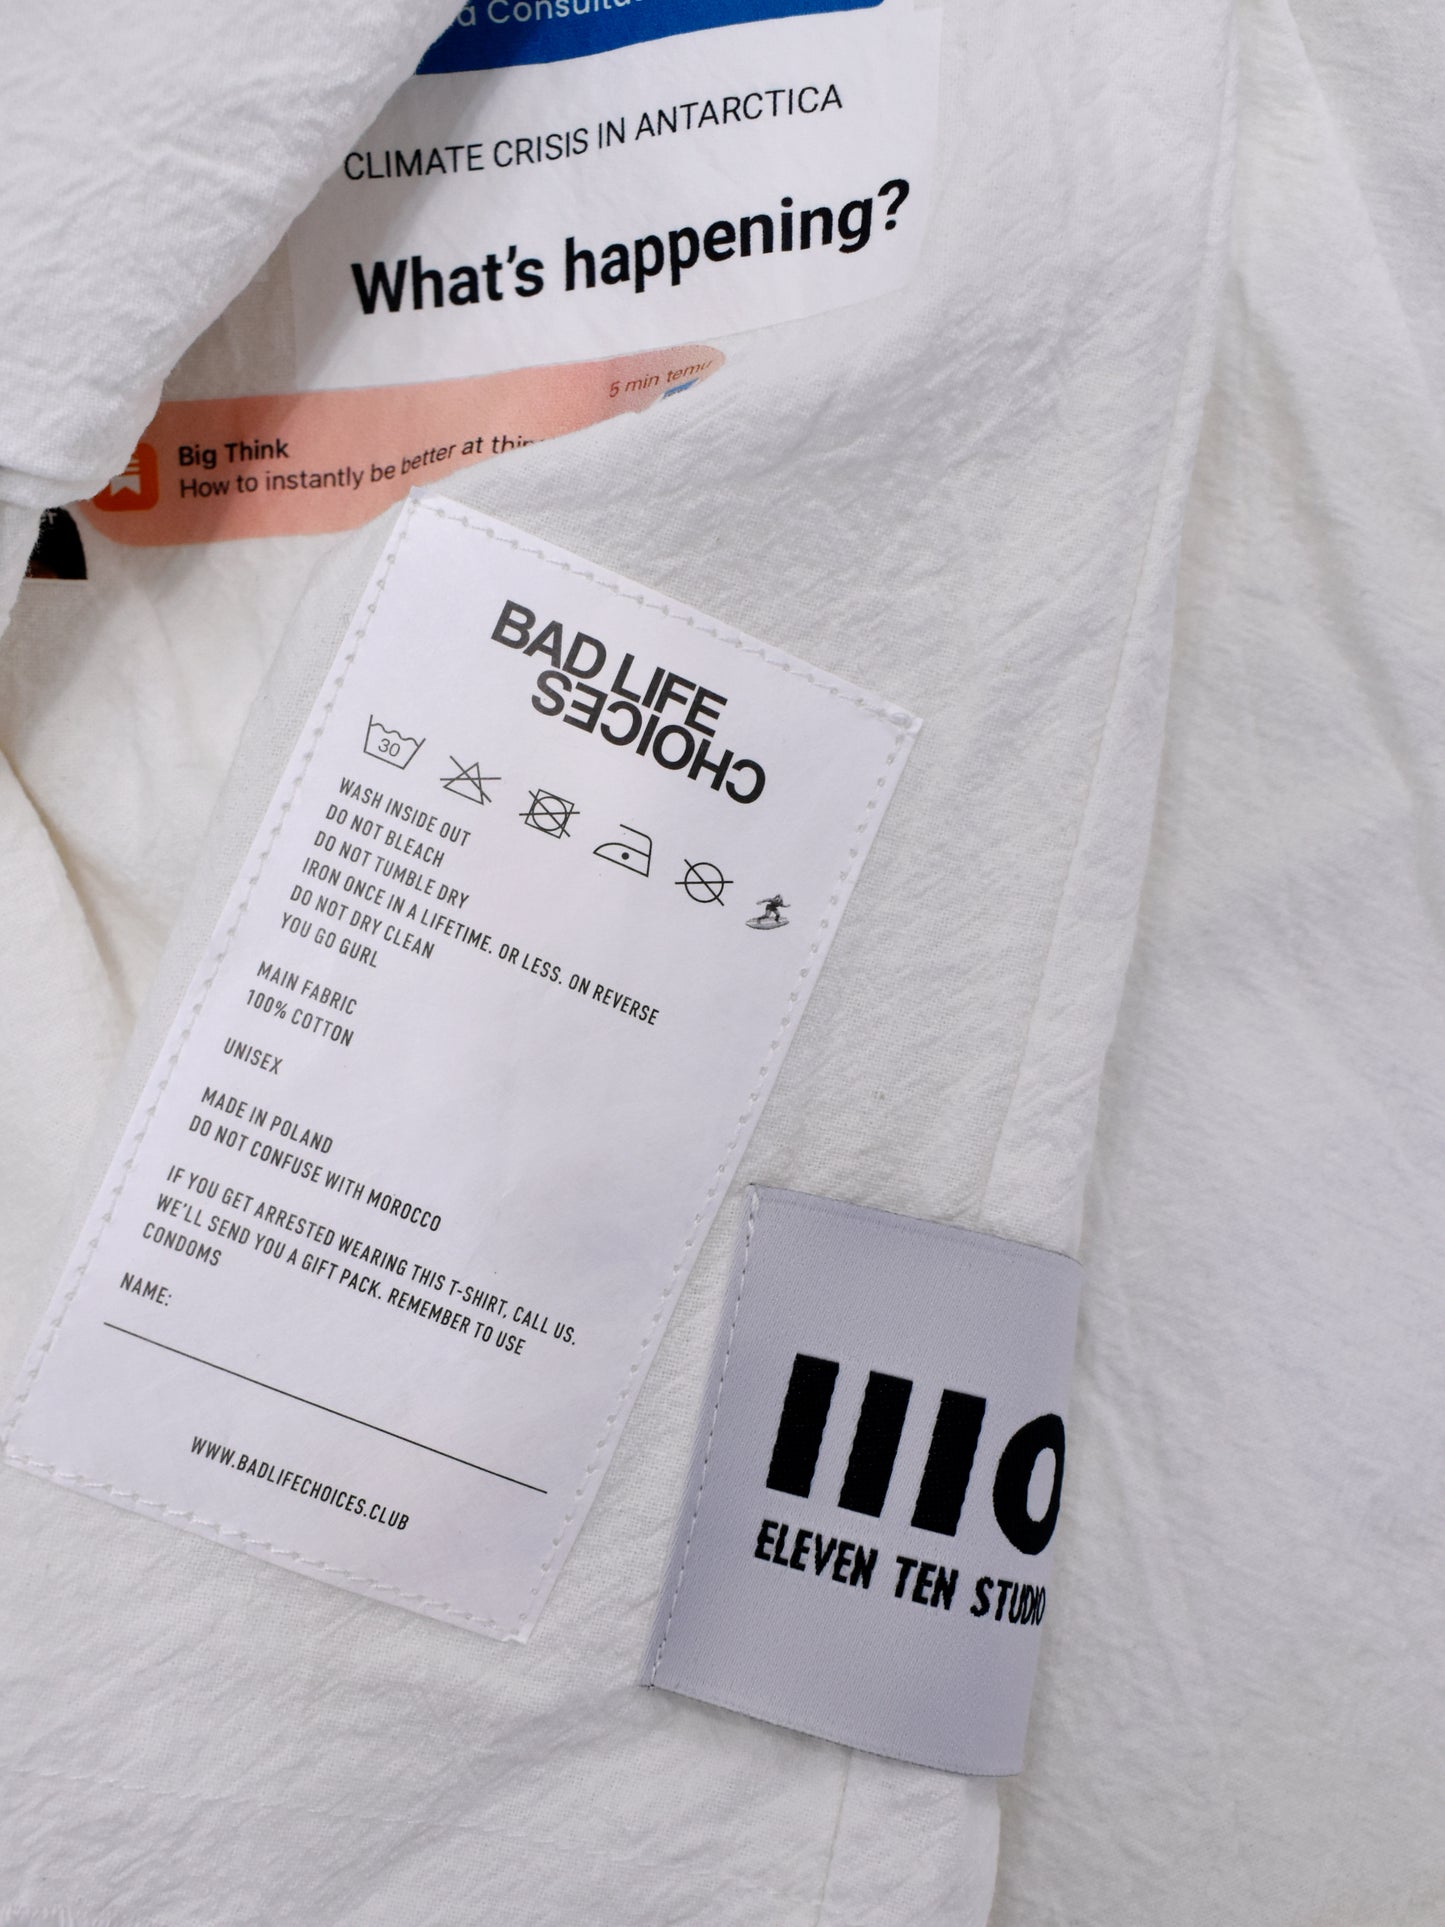 Consulta
CLIMATE CRISIS IN ANTARCTICA
What's happening?
5 min
Big Think
How to instantly be better at
BAD LIFE
CHOICES
30
WASH INSIDE OUT
DO NOT BLEACH
DO NOT TUMBLE DRY
IRON ONCE IN A LIFETIME. OR LESS. ON REVERSE
DO NOT DRY CLEAN
YOU GO GURL
MAIN FABRIC
100% COTTON
UNISEX
MADE IN POLAND
DO NOT CONFUSE WITH MOROCCO
IF YOU GET ARRESTED WEARING THIS T-SHIRT, CALL US.
WE'LL SEND YOU A GIFT PACK. REMEMBER TO USE
CONDOMS
NAME:
WWW.BADLIFECHOICES.CLUB
1110
ELEVEN TEN STUDIO